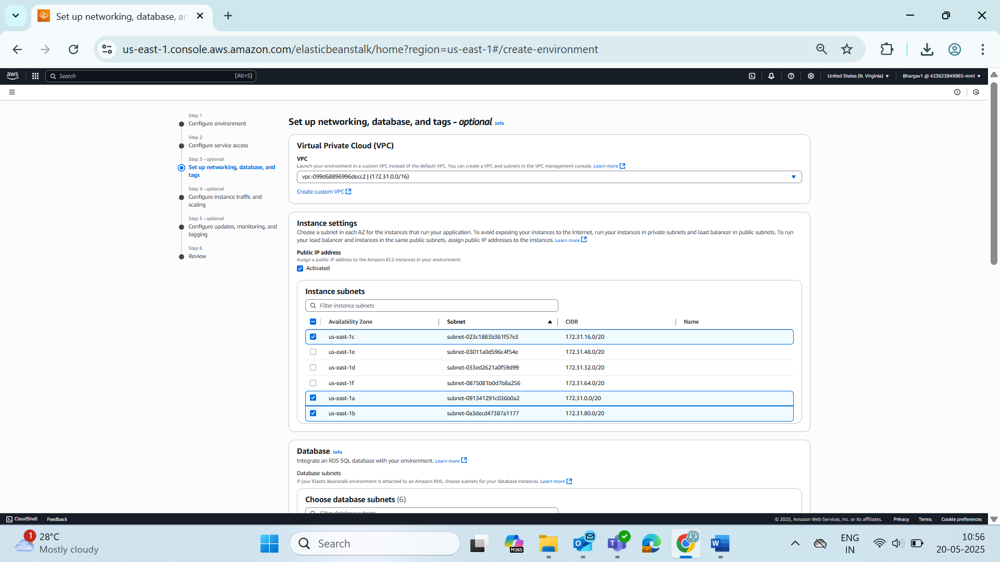 Set up networking, database, an
us-east-1.console.aws.amazon.com/elasticbeanstalk/home?region=us-east-1#/create-environment
aws
Search
[Alt+S]
United States (N. Virginia)
Bhargav1 @ 423623849965-mml
Step 1
Configure environment
Step 2
Configure service access
Step 3 - optional
Set up networking, database, and
tags
Step 4 - optional
Configure instance traffic and
scaling
Step 5 - optional
Configure updates, monitoring, and
logging
Step 6
Review
Set up networking, database, and tags - optional Info
Virtual Private Cloud (VPC)
VPC
Launch your environment in a custom VPC instead of the default VPC. You can create a VPC and subnets in the VPC management console. Learn more
vpc-099d68896996decc2 | (172.31.0.0/16)
Create custom VPC
Instance settings
Choose a subnet in each AZ for the instances that run your application. To avoid exposing your instances to the Internet, run your instances in private subnets and load balancer in public subnets. To run
your load balancer and instances in the same public subnets, assign public IP addresses to the instances. Learn more
Public IP address
Assign a public IP address to the Amazon EC2 instances in your environment.
Activated
Instance subnets
Filter instance subnets
Availability Zone Subnet CIDR Name
us-east-1c subnet-023c1883b361f57e3 172.31.16.0/20
us-east-1e subnet-03011a0d596c4f54e 172.31.48.0/20
us-east-1d subnet-033ed2621a0f59d99 172.31.32.0/20
us-east-1f subnet-0875081b0d7b8a256 172.31.64.0/20
us-east-1a subnet-091341291c036b0a2 172.31.0.0/20
us-east-1b subnet-0a3decd47387a1177 172.31.80.0/20
Database Info
Integrate an RDS SQL database with your environment. Learn more
Database subnets
If your Elastic Beanstalk environment is attached to an Amazon RDS, choose subnets for your database instances. Learn more
Choose database subnets (6)
Filter database subnets
CloudShell Feedback
© 2025, Amazon Web Services, Inc. or its affiliates. Privacy Terms Cookie preferences
1
28°C
Mostly cloudy
Search
M365
ENG
IN
10:56
20-05-2025